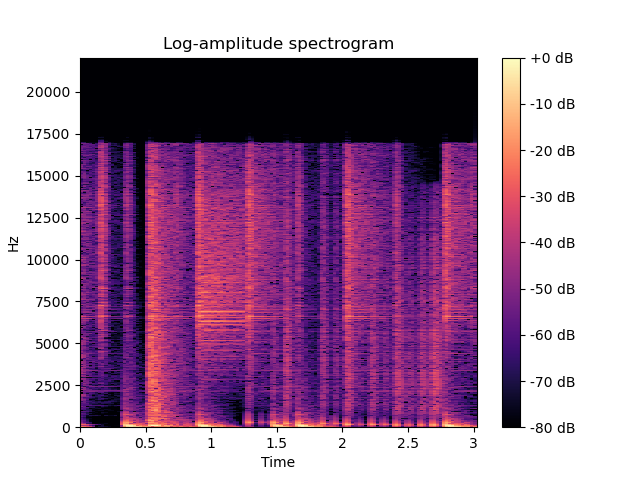 Log-amplitude spectrogram
Hz
20000
17500
15000
12500
10000
7500
5000
2500
0
0 0.5 1 1.5 2 2.5 3
Time
+0 dB
-10 dB
-20 dB
-30 dB
-40 dB
-50 dB
-60 dB
-70 dB
-80 dB